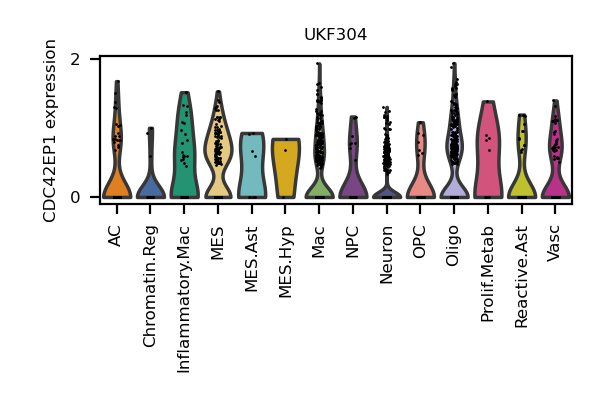 UKF304
CDC42EP1 expression
2
0
AC
Chromatin.Reg
Inflammatory.Mac
MES
MES.Ast
MES.Hyp
Mac
NPC
Neuron
OPC
Oligo
Prolif.Metab
Reactive.Ast
Vasc